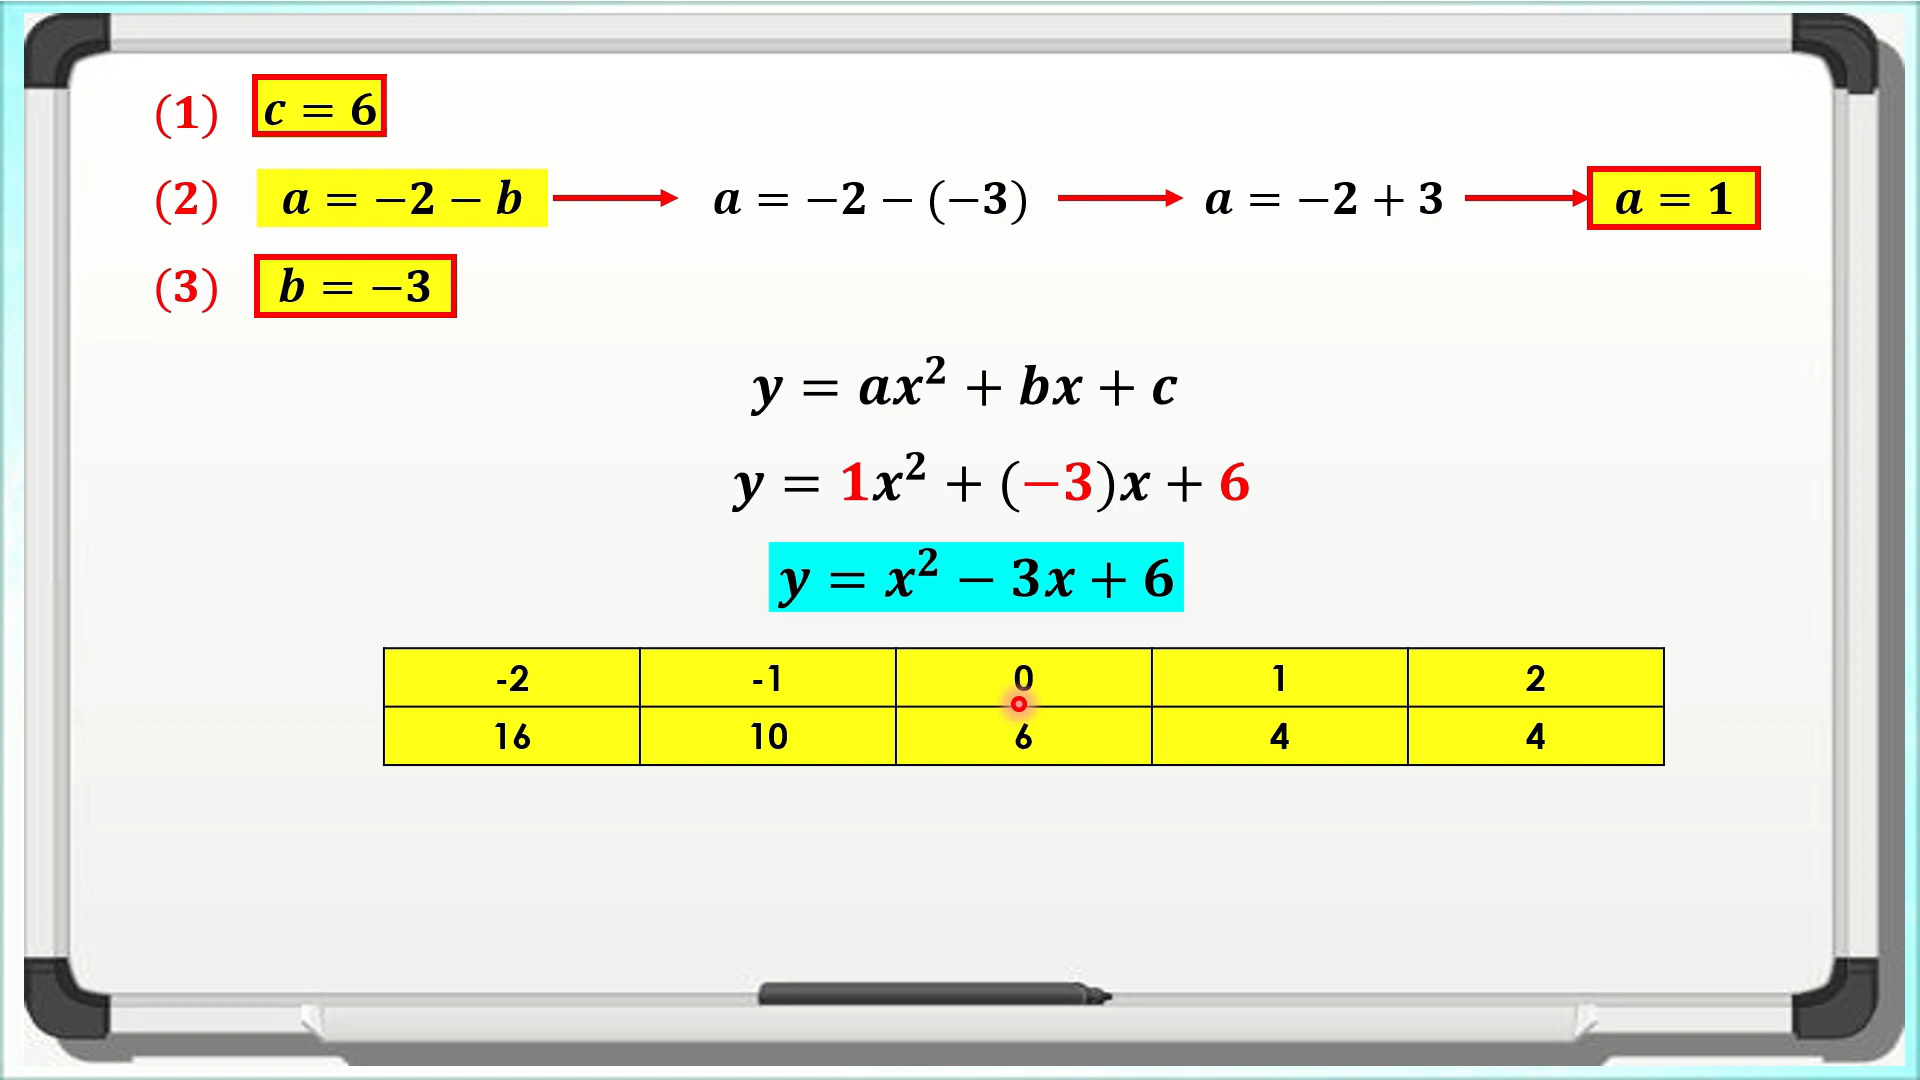 (1) c = 6
(2) a = −2 − b a = −2 − (−3) a = −2 + 3 a = 1
(3) b = −3
y = ax² + bx + c
y = 1x² + (−3)x + 6
y = x² − 3x + 6
-2 -1 0 1 2
16 10 6 4 4